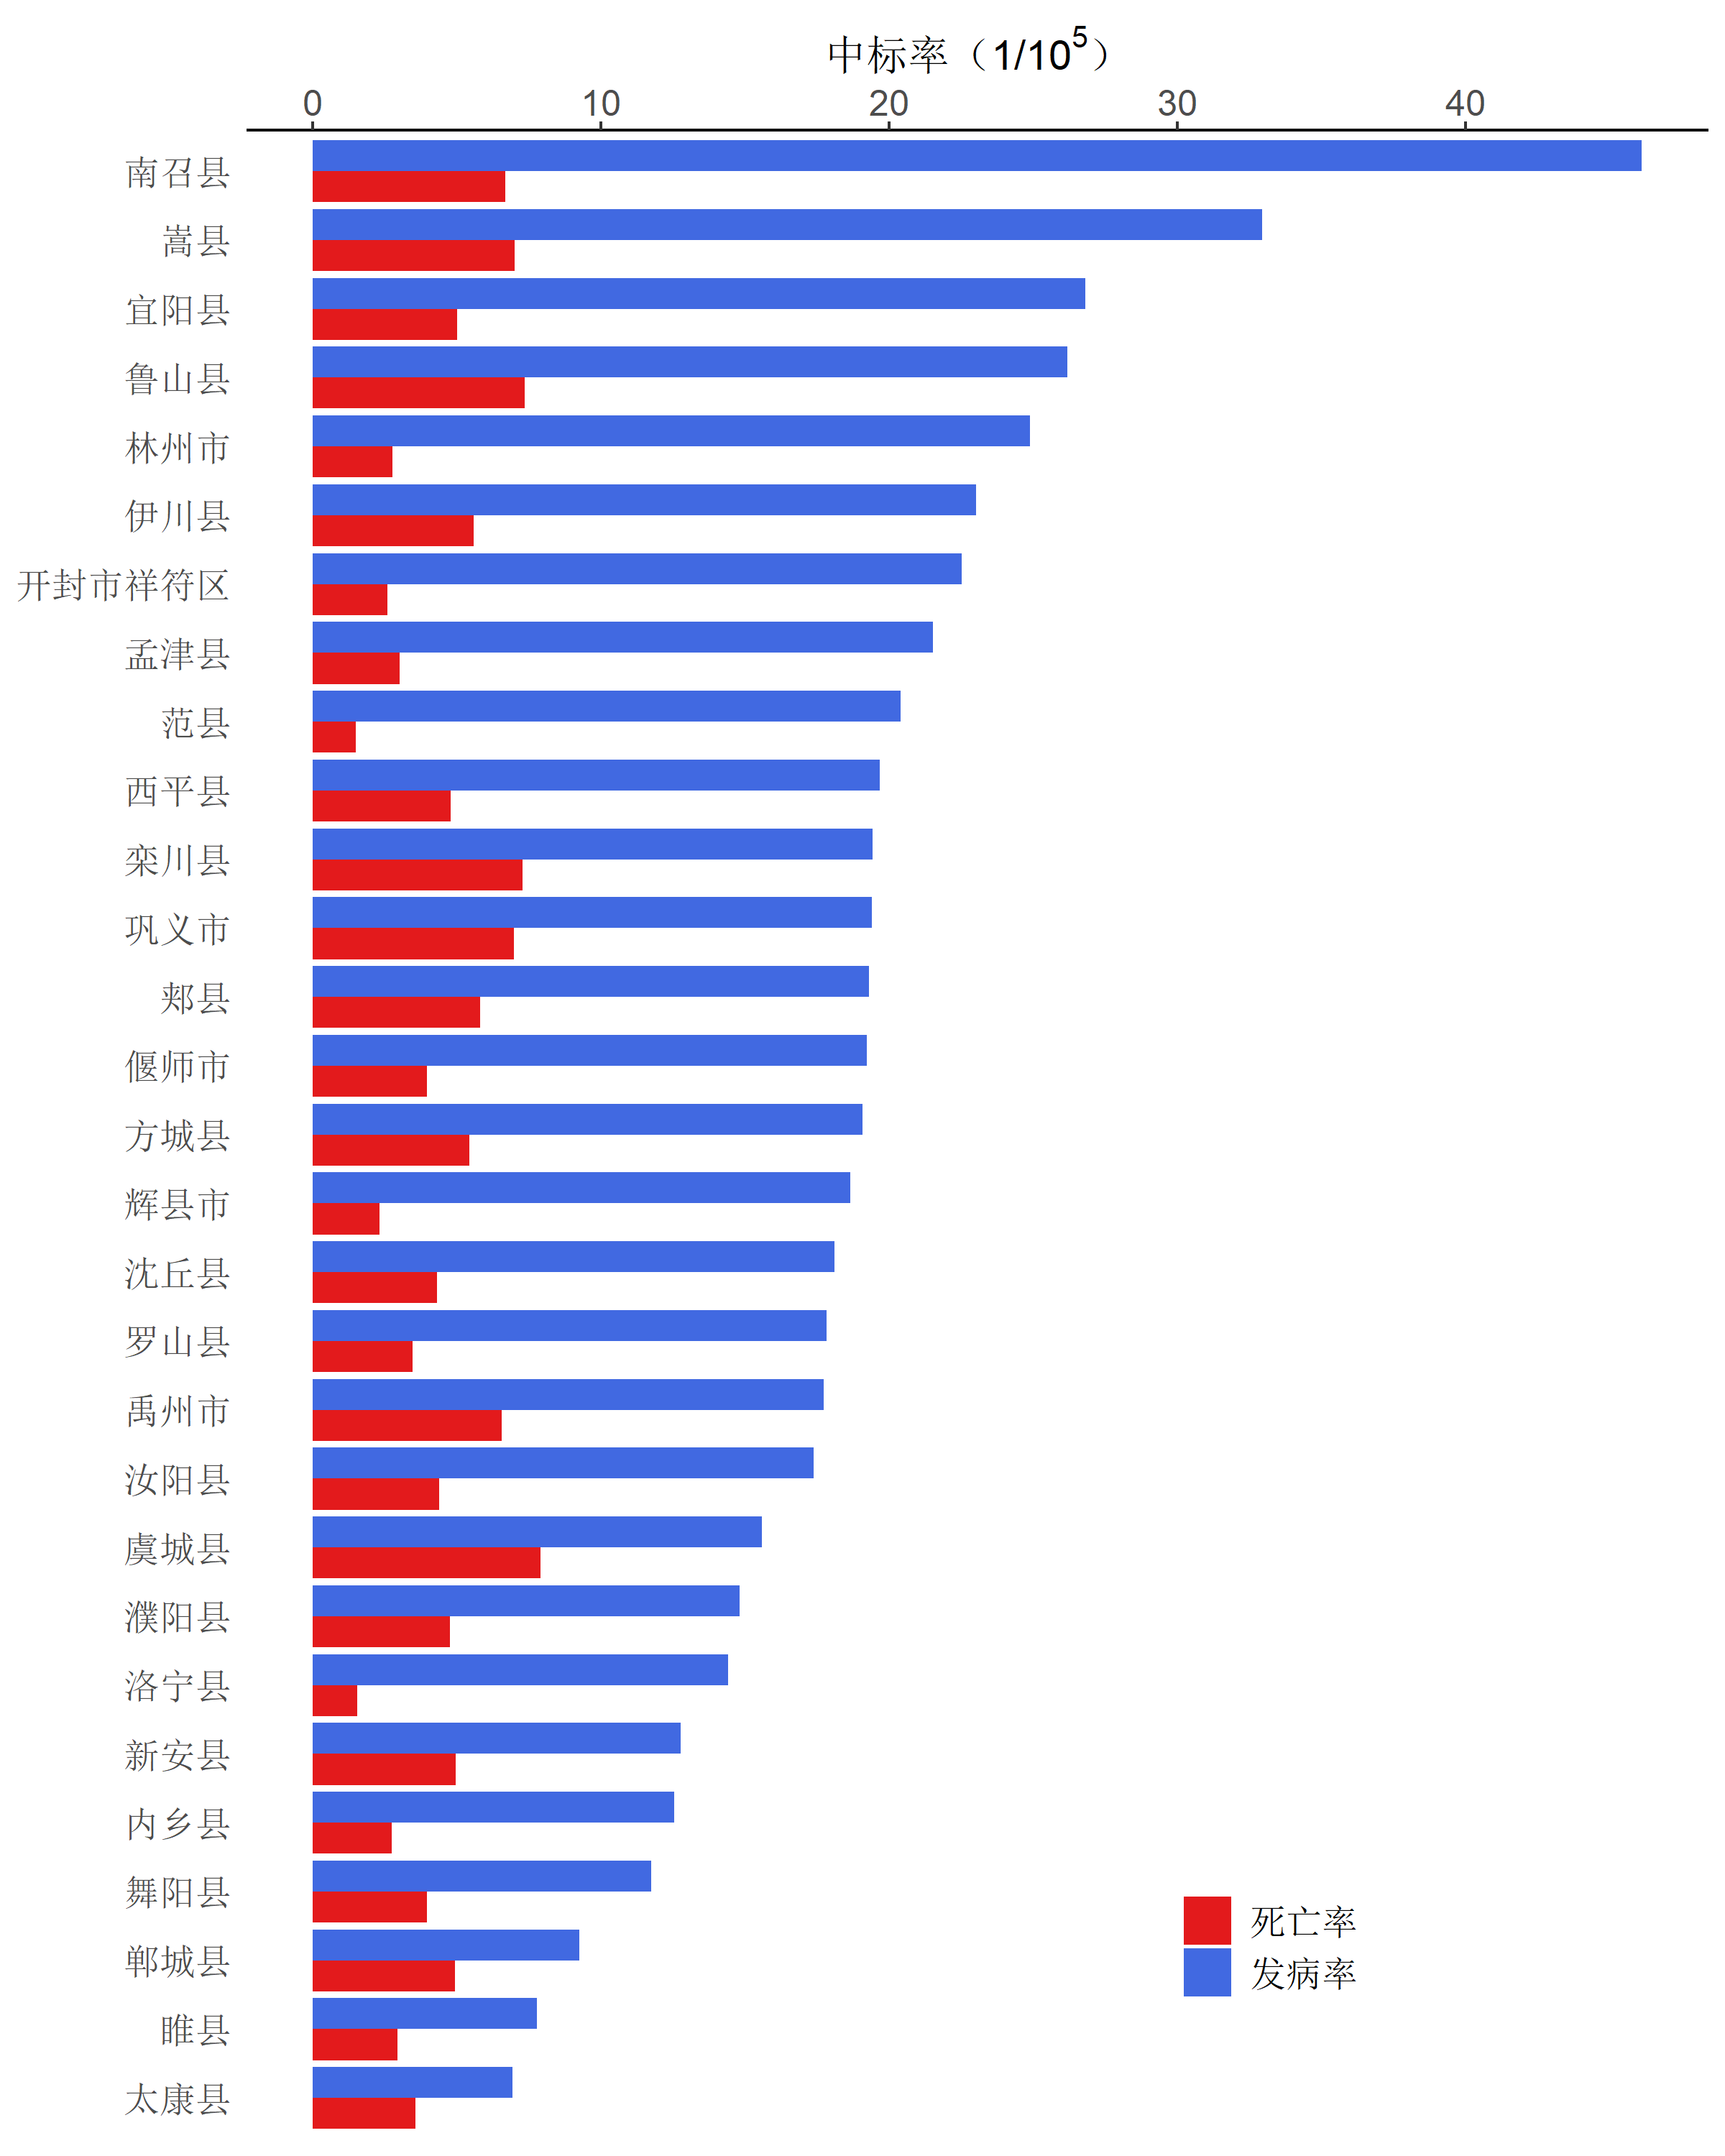 中标率（1/10⁵）
0 10 20 30 40
南召县
嵩县
宜阳县
鲁山县
林州市
伊川县
开封市祥符区
孟津县
范县
西平县
栾川县
巩义市
郏县
偃师市
方城县
辉县市
沈丘县
罗山县
禹州市
汝阳县
虞城县
濮阳县
洛宁县
新安县
内乡县
舞阳县
郸城县
睢县
太康县
死亡率
发病率